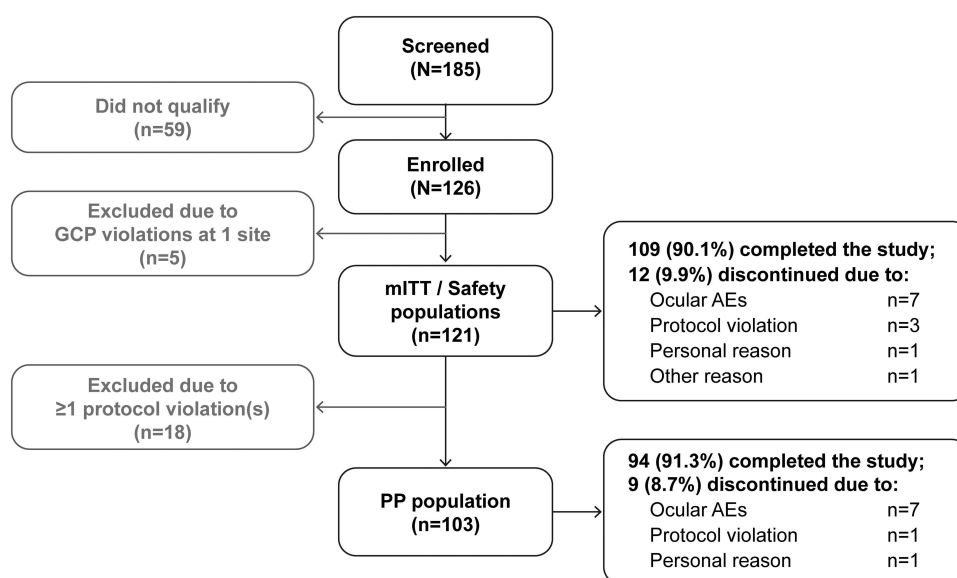 Screened
(N=185)
Did not qualify
(n=59)
Enrolled
(N=126)
Excluded due to
GCP violations at 1 site
(n=5)
mITT / Safety
populations
(n=121)
109 (90.1%) completed the study;
12 (9.9%) discontinued due to:
Ocular AEs n=7
Protocol violation n=3
Personal reason n=1
Other reason n=1
Excluded due to
≥1 protocol violation(s)
(n=18)
PP population
(n=103)
94 (91.3%) completed the study;
9 (8.7%) discontinued due to:
Ocular AEs n=7
Protocol violation n=1
Personal reason n=1